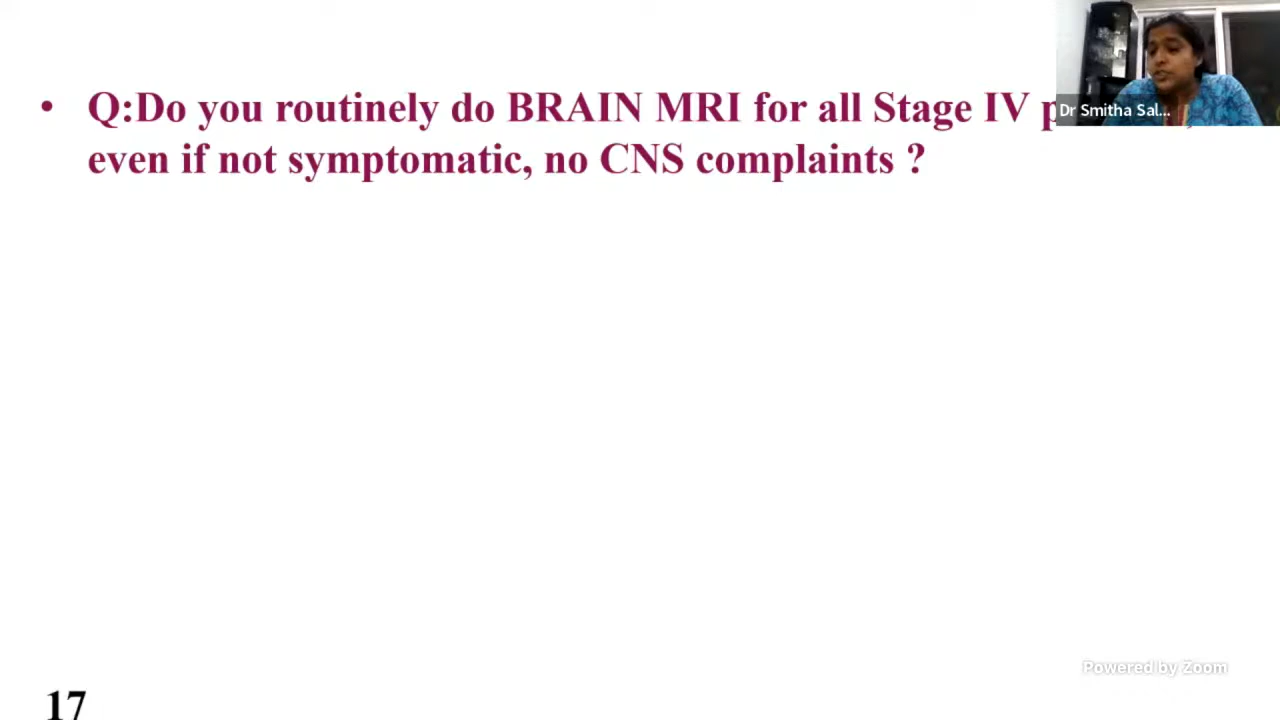 • Q:Do you routinely do BRAIN MRI for all Stage IV
even if not symptomatic, no CNS complaints ?
Dr Smitha Sal...
Powered by Zoom
17